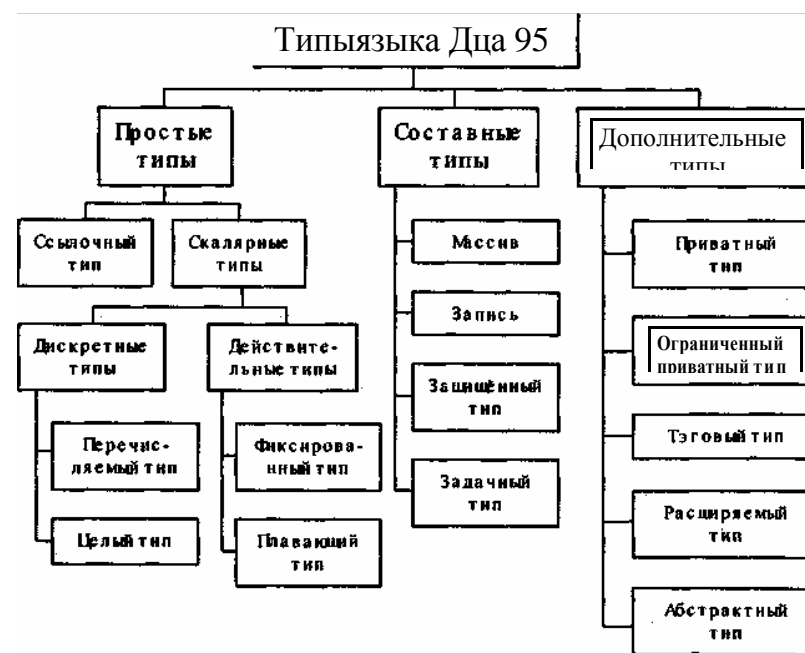 Типыязыка Дца 95
Простые
типы
Составные
типы
Дополнительные
типы
Ссылочный
тип
Скалярные
типы
Дискретные
типы
Действите-
льные типы
Перечис-
ляемый тип
Целый тип
Фиксирова-
нный тип
Плавающий
тип
Массив
Запись
Защищённый
тип
Задачный
тип
Приватный
тип
Ограниченный
приватный тип
Тэговый тип
Расширяемый
тип
Абстрактный
тип